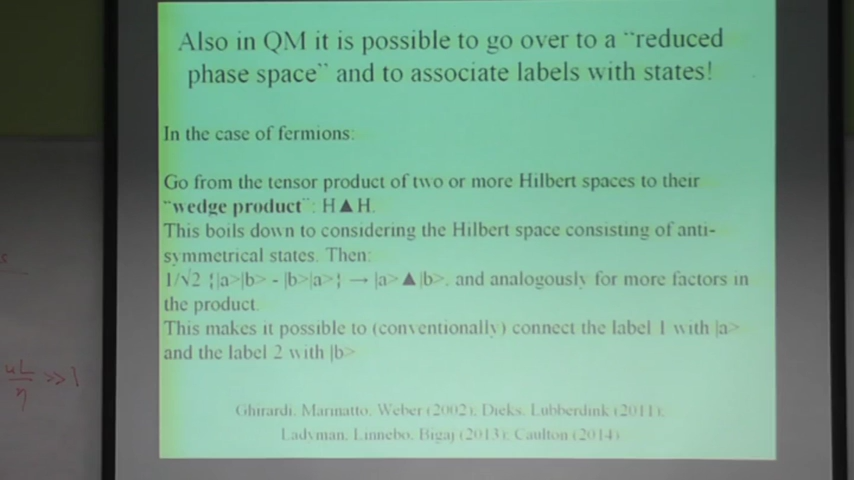 Also in QM it is possible to go over to a "reduced
phase space" and to associate labels with states!
In the case of fermions:
Go from the tensor product of two or more Hilbert spaces to their
"wedge product": H▲H.
This boils down to considering the Hilbert space consisting of anti-
symmetrical states. Then:
1/√2 {|a>|b> - |b>|a>} → |a>▲|b>, and analogously for more factors in
the product.
This makes it possible to (conventionally) connect the label 1 with |a>
and the label 2 with |b>
Ghirardi, Marinatto, Weber (2002), Dieks, Lubberdink (2011),
Ladyman, Linnebo, Bigaj (2013), Caulton (2014)
≫1